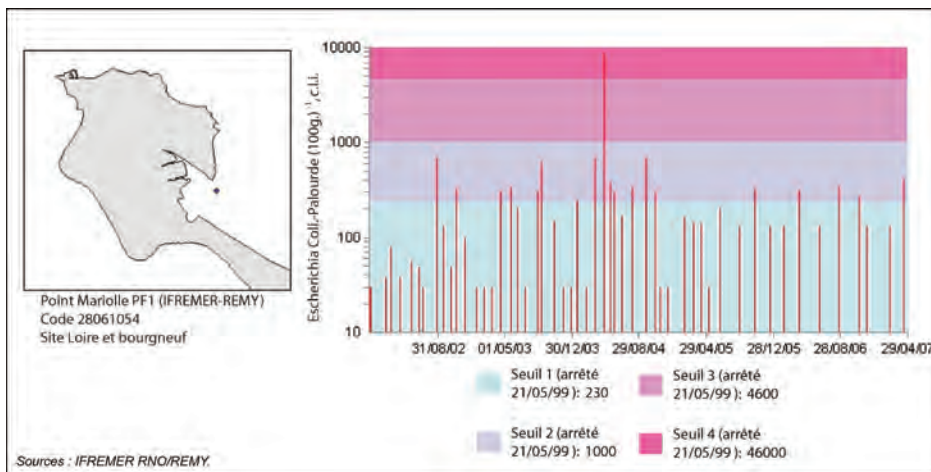 Point Mariolle PF1 (IFREMER-REMY)
Code 28061054
Site Loire et bourgneuf
Escherichia Coll.-Palourde (100g,) ⁻¹, c.l.i.
10000
1000
100
10
31/08/02
01/05/03
30/12/03
29/08/04
29/04/05
28/12/05
28/08/06
29/04/07
Seuil 1 (arrêté
21/05/99 ): 230
Seuil 3 (arrêté
21/05/99 ): 4600
Seuil 2 (arrêté
21/05/99 ): 1000
Seuil 4 (arrêté
21/05/99 ): 46000
Sources : IFREMER RNO/REMY.